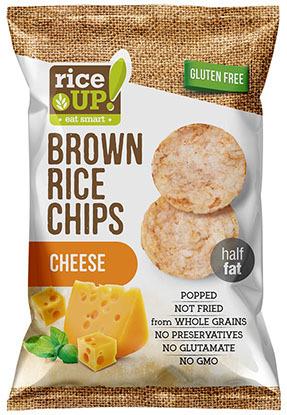 rice
UP!
eat smart
GLUTEN FREE
BROWN
RICE
CHIPS
CHEESE
half
fat
POPPED
NOT FRIED
from WHOLE GRAINS
NO PRESERVATIVES
NO GLUTAMATE
NO GMO